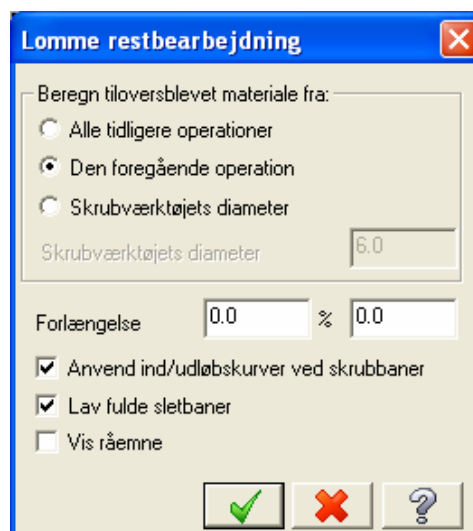 Lomme restbearbejdning
Beregn tiloversblevet materiale fra:
Alle tidligere operationer
Den foregående operation
Skrubværktøjets diameter
Skrubværktøjets diameter 6.0
Forlængelse 0.0 % 0.0
Anvend ind/udløbskurver ved skrubbaner
Lav fulde sletbaner
Vis råemne